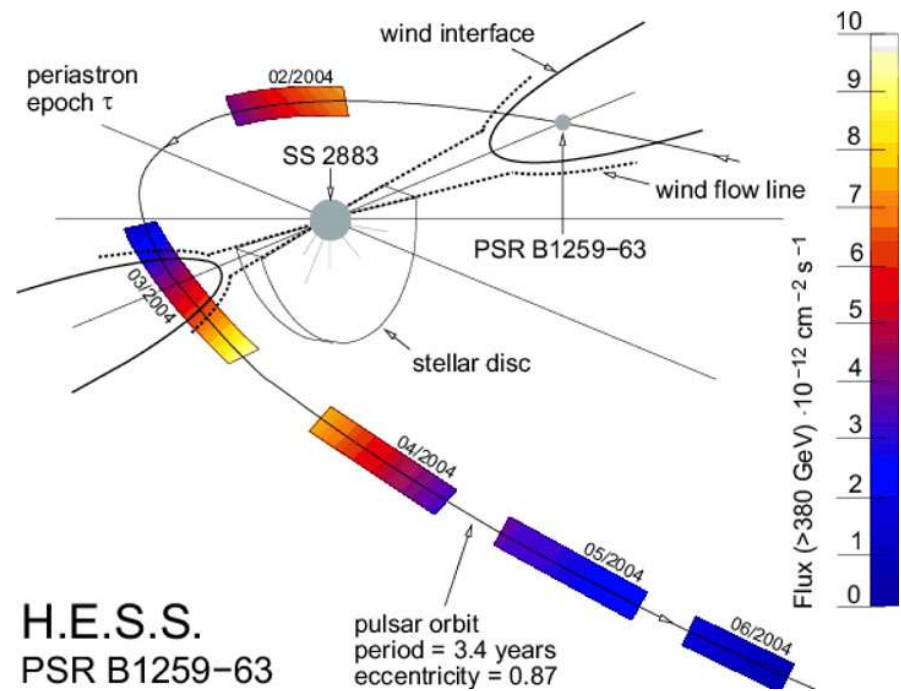 wind interface
periastron
epoch τ
02/2004
SS 2883
wind flow line
PSR B1259−63
03/2004
stellar disc
04/2004
05/2004
06/2004
pulsar orbit
period = 3.4 years
eccentricity = 0.87
H.E.S.S.
PSR B1259−63
10
9
8
7
6
5
4
3
2
1
0
Flux (>380 GeV) ·10⁻¹² cm⁻² s⁻¹